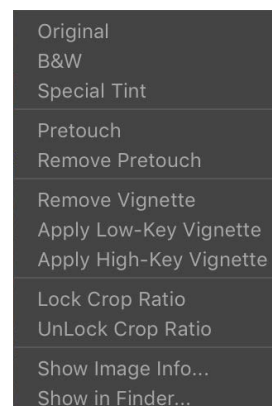 Original
B&W
Special Tint
Pretouch
Remove Pretouch
Remove Vignette
Apply Low-Key Vignette
Apply High-Key Vignette
Lock Crop Ratio
UnLock Crop Ratio
Show Image Info...
Show in Finder...